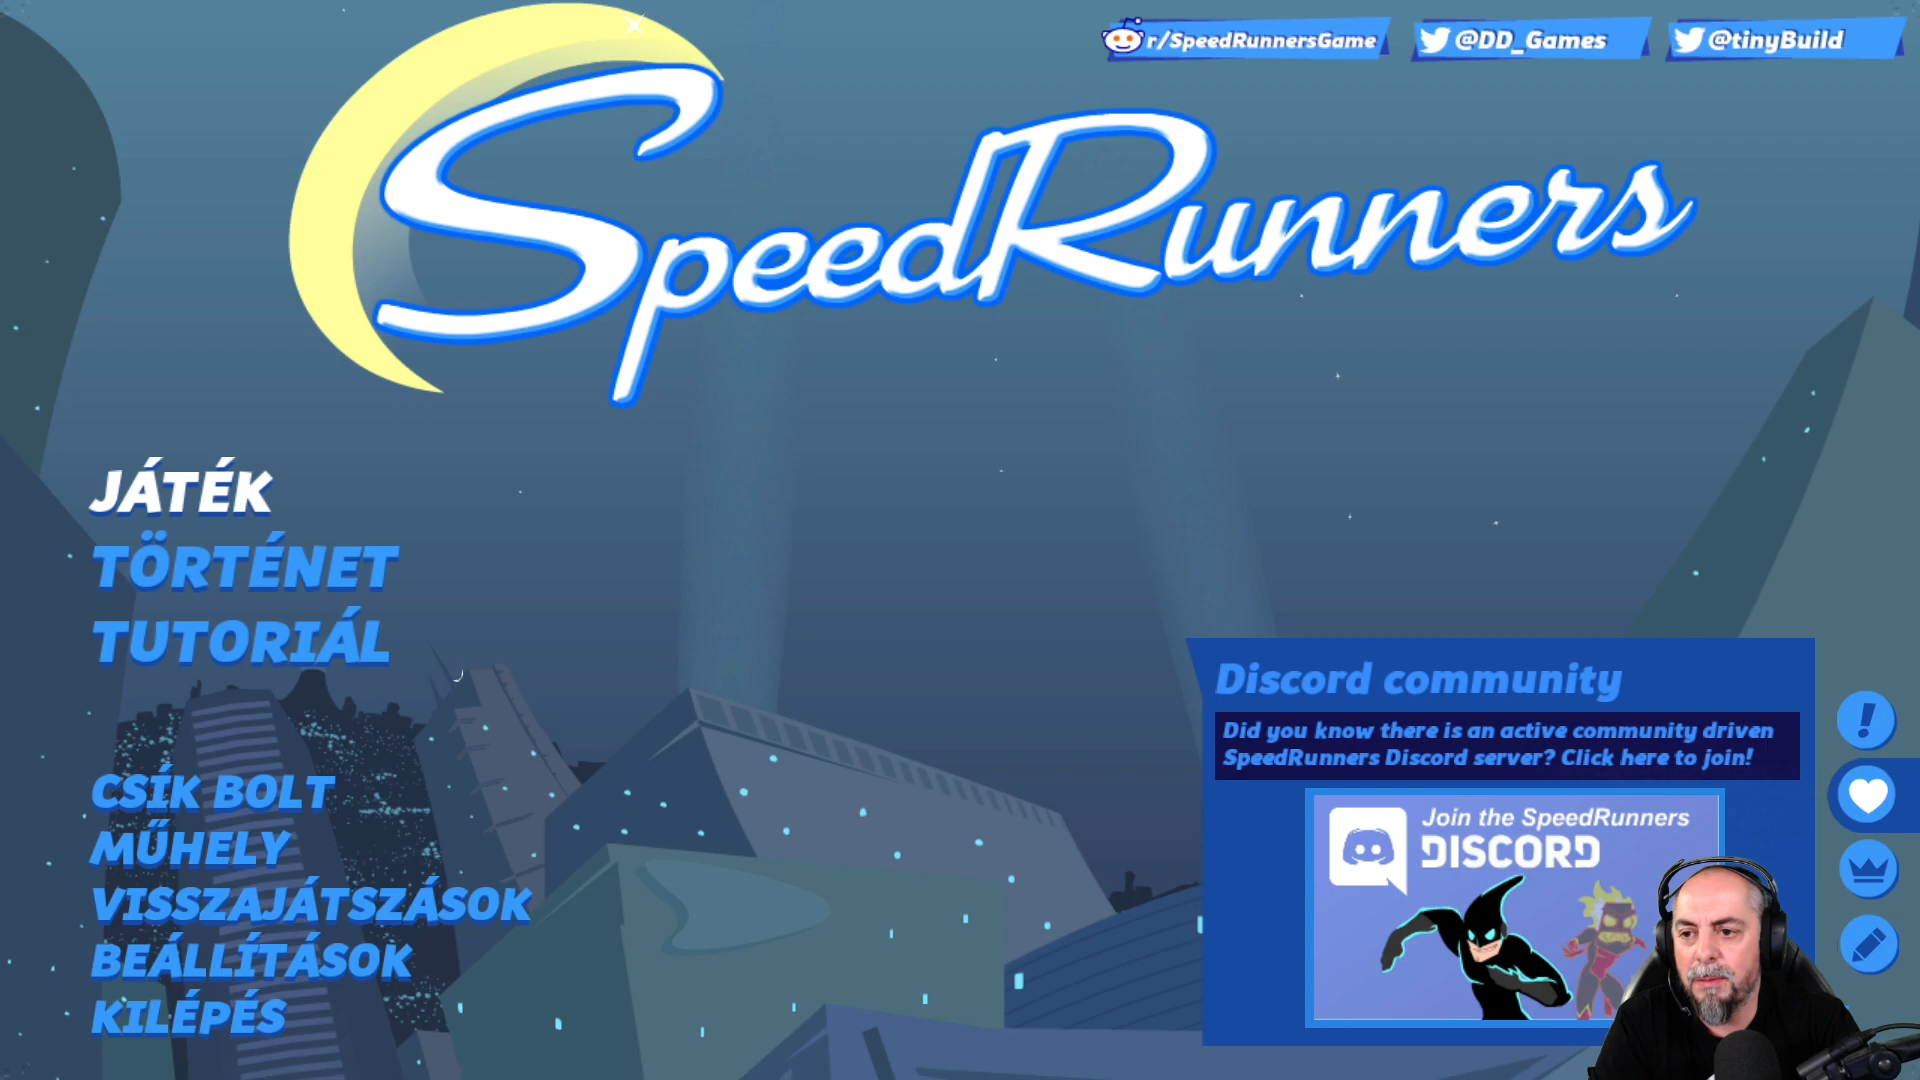 r/SpeedRunnersGame
@DD_Games
@tinyBuild
SpeedRunners
JÁTÉK
TÖRTÉNET
TUTORIÁL
CSÍK BOLT
MŰHELY
VISSZAJÁTSZÁSOK
BEÁLLÍTÁSOK
KILÉPÉS
Discord community
Did you know there is an active community driven
SpeedRunners Discord server? Click here to join!
Join the SpeedRunners
DISCORD